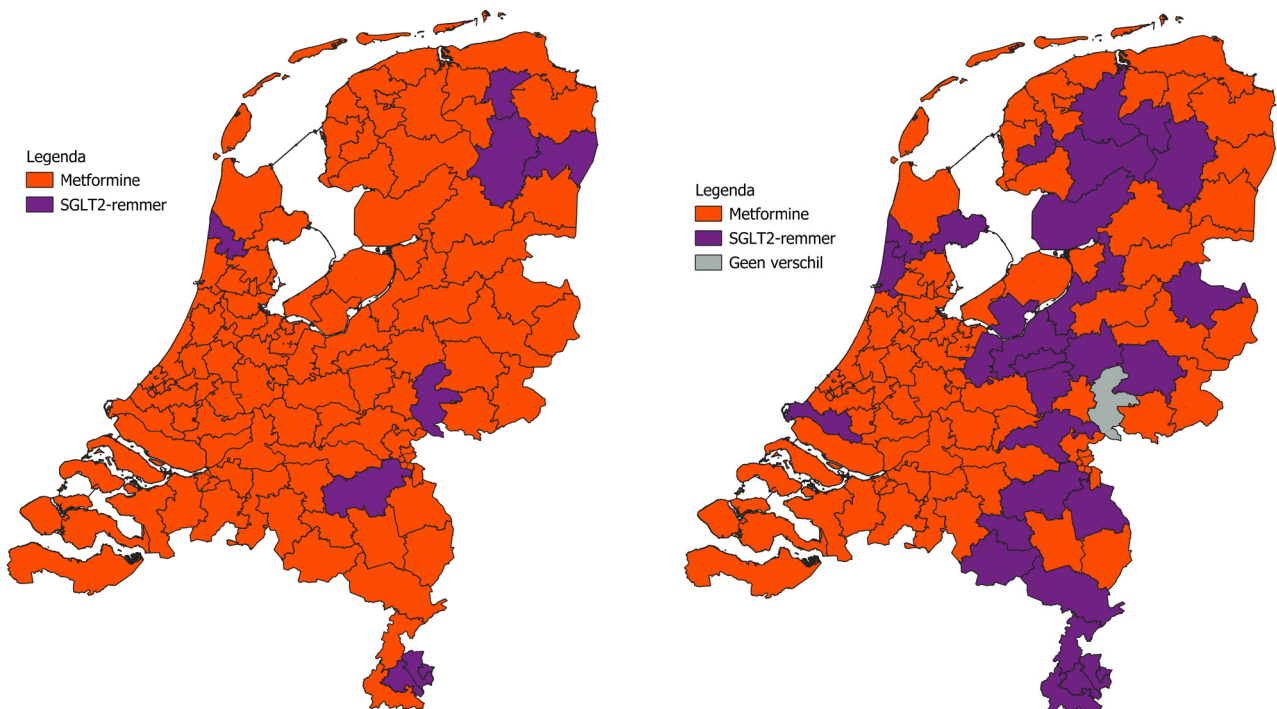 Legenda
Metformine
SGLT2-remmer
Legenda
Metformine
SGLT2-remmer
Geen verschil